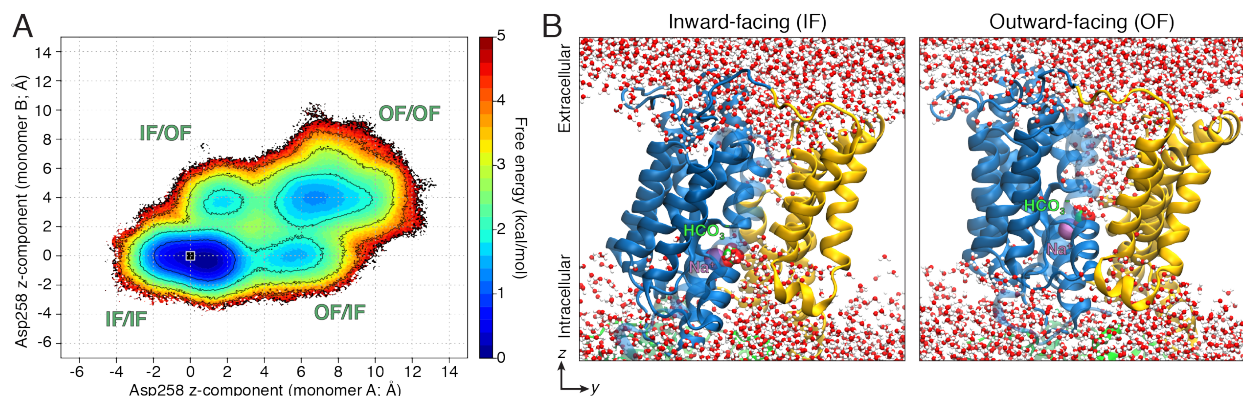 A
14
12
10
8
6
4
2
0
-2
-4
-6
Asp258 z-component (monomer B; Å)
-6
-4
-2
0
2
4
6
8
10
12
14
Asp258 z-component (monomer A; Å)
IF/OF
OF/OF
IF/IF
OF/IF
5
4
3
2
1
0
Free energy (kcal/mol)
B
Inward-facing (IF)
Outward-facing (OF)
Extracellular
Intracellular
HCO3-
Na+
HCO3-
Na+
z
y